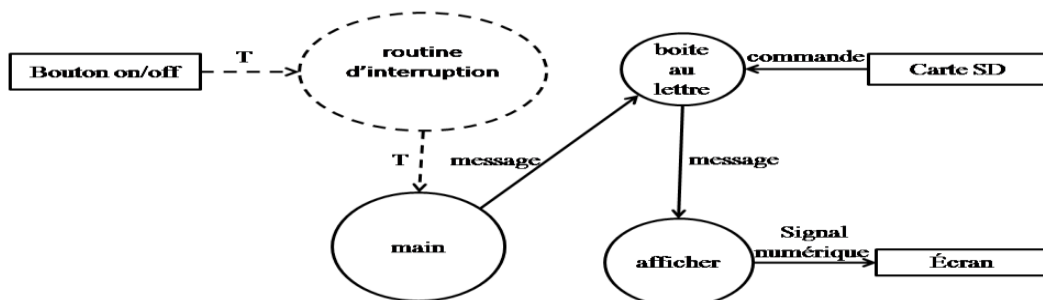 Bouton on/off
T
routine
d'interruption
T
main
message
boite
au
lettre
commande
Carte SD
message
afficher
Signal
numérique
Écran